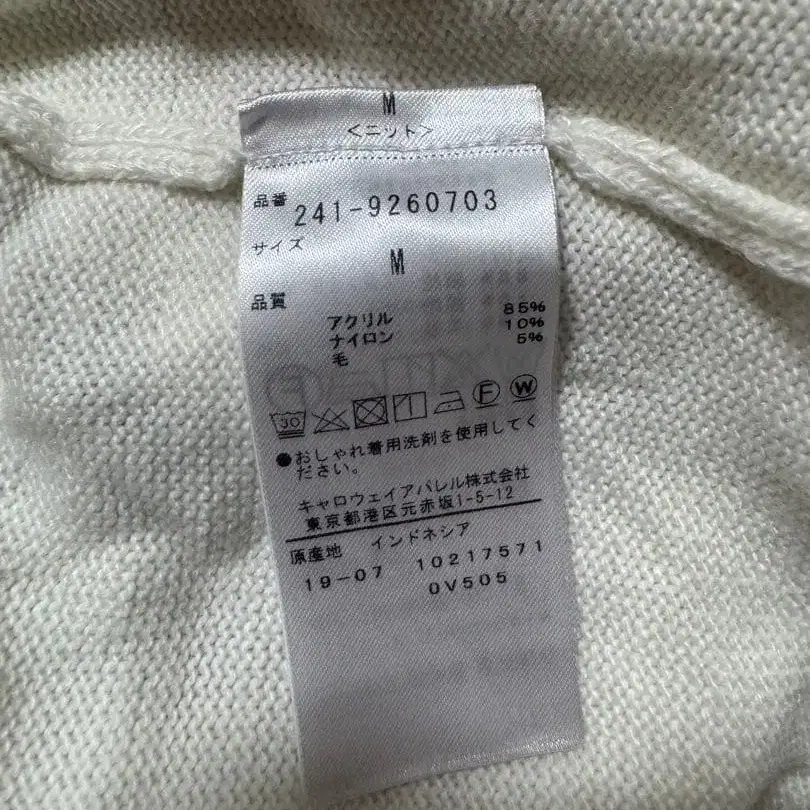 M
<ニット>
品番 241-9260703
サイズ
M
品質
アクリル 85%
ナイロン 10%
毛 5%
30 F W
●おしゃれ着用洗剤を使用してく
ださい。
キャロウェイアパレル株式会社
東京都港区元赤坂1-5-12
原産地 インドネシア
19-07 10217571
0V505